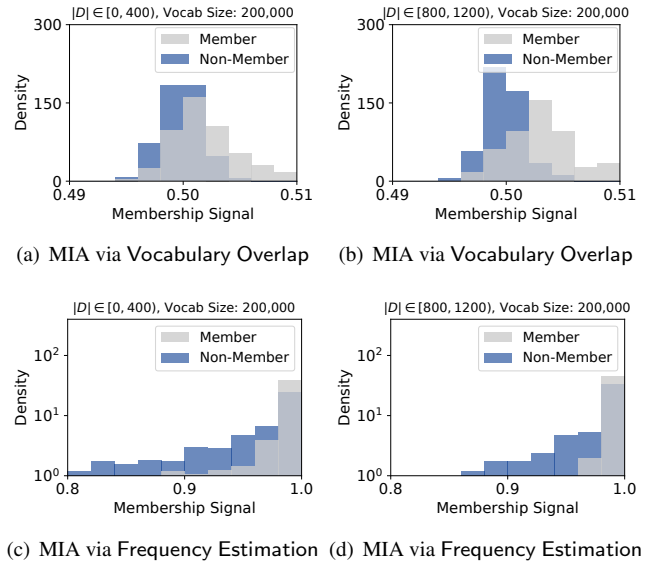 |D| ∈ [0, 400), Vocab Size: 200,000
300
150
0
Density
Member
Non-Member
0.49 0.50 0.51
Membership Signal
(a) MIA via Vocabulary Overlap
|D| ∈ [800, 1200), Vocab Size: 200,000
300
150
0
Density
Member
Non-Member
0.49 0.50 0.51
Membership Signal
(b) MIA via Vocabulary Overlap
|D| ∈ [0, 400), Vocab Size: 200,000
10²
10¹
10⁰
Density
Member
Non-Member
0.8 0.9 1.0
Membership Signal
(c) MIA via Frequency Estimation
|D| ∈ [800, 1200), Vocab Size: 200,000
10²
10¹
10⁰
Density
Member
Non-Member
0.8 0.9 1.0
Membership Signal
(d) MIA via Frequency Estimation